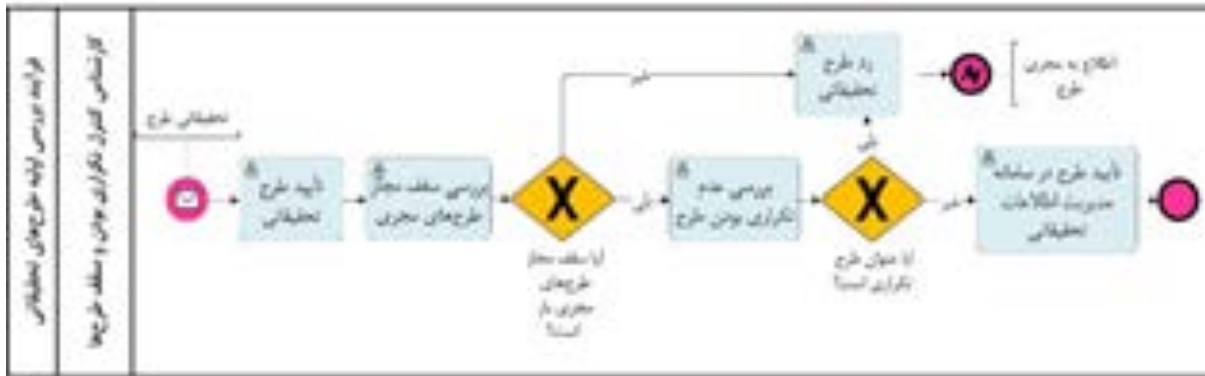 فرآیند بررسی اولیه طرح‌های تحقیقاتی
کارشناس کنترل تکراری بودن و سقف طرح‌ها
تحقیقاتی طرح
تأیید طرح
تحقیقاتی
بررسی سقف مجاز
طرح‌های مجری
آیا سقف مجاز
طرح‌های
مجری باز
است؟
خیر
بلی
بررسی عدم
تکراری بودن طرح
آیا عنوان طرح
تکراری است؟
بلی
خیر
رد طرح
تحقیقاتی
اطلاع به مجری
طرح
تأیید طرح در سامانه
مدیریت اطلاعات
تحقیقاتی